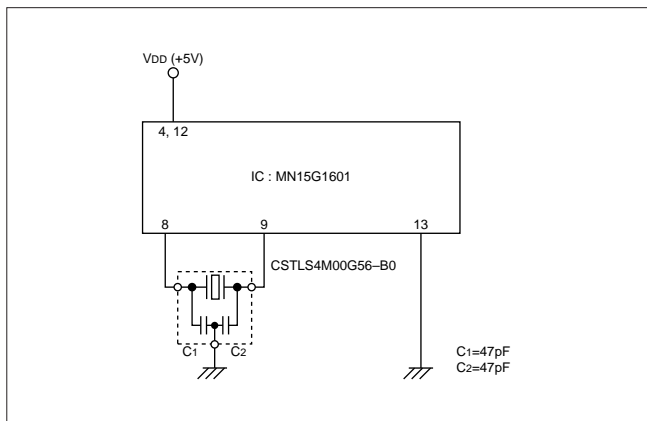 VDD (+5V)
4, 12
IC : MN15G1601
8 9 13
CSTLS4M00G56–B0
C1 C2
C1=47pF
C2=47pF